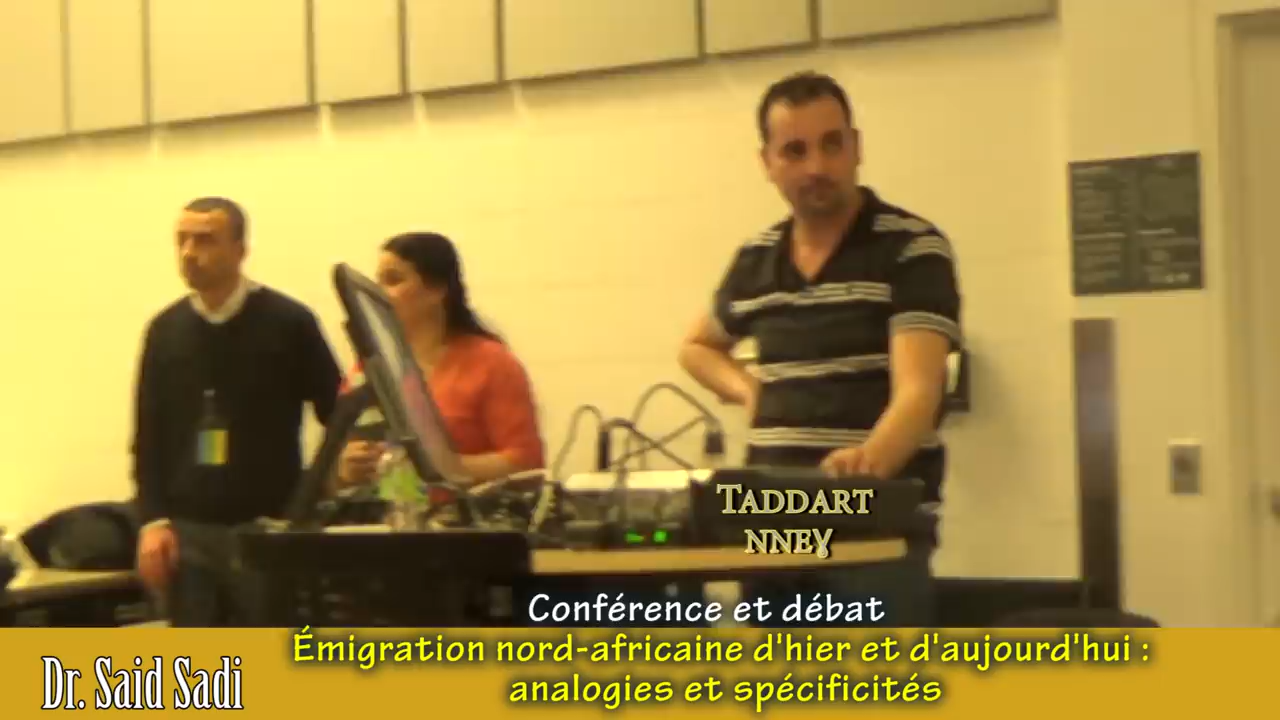 TADDART
NNEƔ
Conférence et débat
Émigration nord-africaine d'hier et d'aujourd'hui :
analogies et spécificités
Dr. Said Sadi